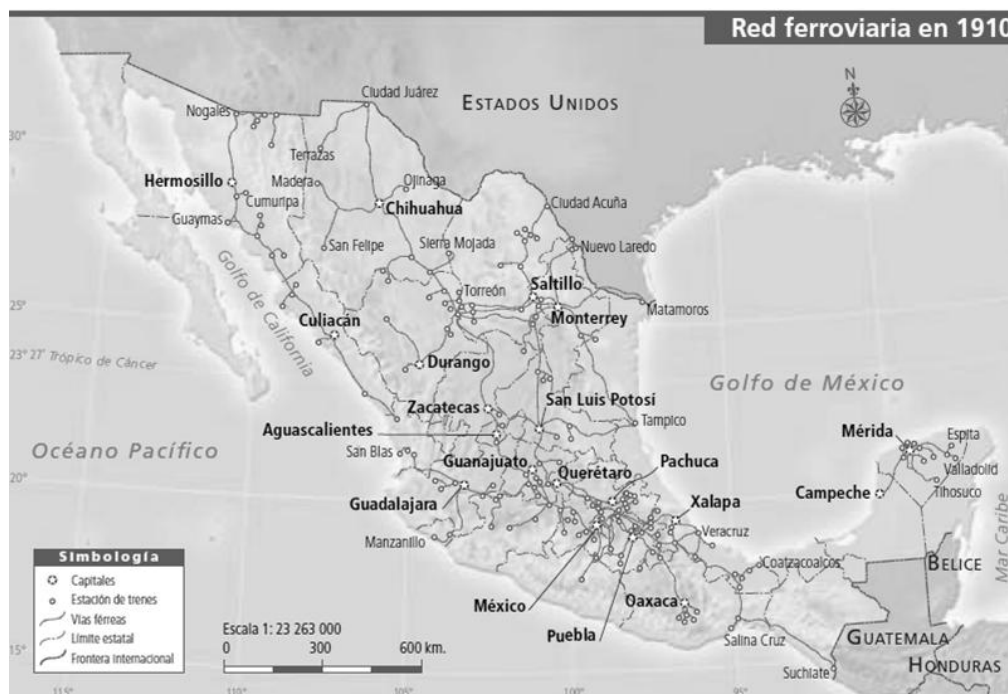 Red ferroviaria en 1910
Ciudad Juárez
ESTADOS UNIDOS
N
Nogales
30°
Terrazas
Hermosillo
Madera
Ojinaga
Cumuripa
Chihuahua
Ciudad Acuña
Guaymas
San Felipe
Sierra Mojada
Nuevo Laredo
Golfo de California
Saltillo
Torreón
25°
Matamoros
Culiacán
Monterrey
23° 27' Trópico de Cáncer
Durango
Golfo de México
Zacatecas
San Luis Potosí
Tampico
Aguascalientes
Mérida
Espita
Océano Pacífico
San Blas
Guanajuato
Querétaro
Pachuca
Valladolid
20°
Campeche
Tihosuco
Guadalajara
Xalapa
Manzanillo
Veracruz
Mar Caribe
Simbología
Capitales
Estación de trenes
Vías férreas
Límite estatal
Frontera internacional
Coatzacoalcos
BELICE
México
Oaxaca
Escala 1: 23 263 000
Puebla
Salina Cruz
GUATEMALA
15°
0 300 600 km.
Suchiate
HONDURAS
115°
110°
105°
100°
95°
90°